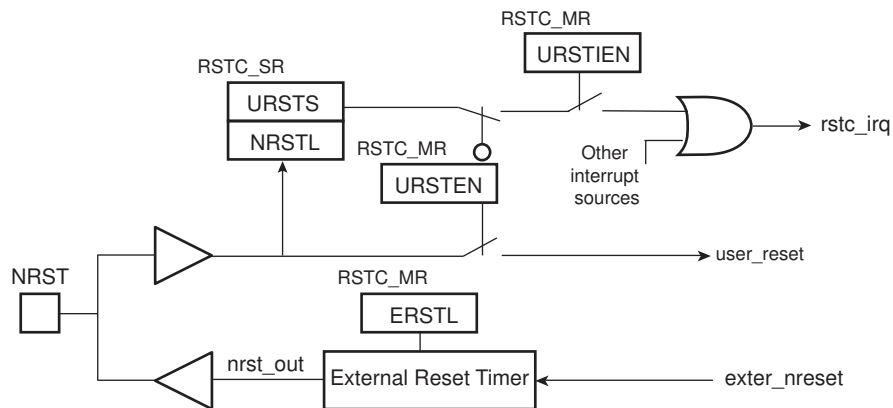 RSTC_MR
URSTIEN
RSTC_SR
URSTS
NRSTL
RSTC_MR
URSTEN
rstc_irq
Other
interrupt
sources
NRST
user_reset
RSTC_MR
ERSTL
nrst_out
External Reset Timer
exter_nreset